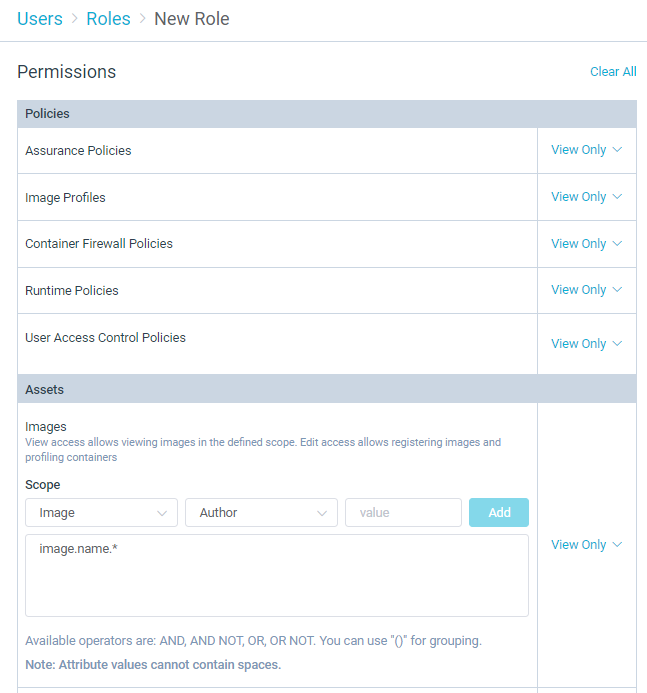 Users > Roles > New Role
Permissions Clear All
Policies
Assurance Policies View Only
Image Profiles View Only
Container Firewall Policies View Only
Runtime Policies View Only
User Access Control Policies View Only
Assets
Images
View access allows viewing images in the defined scope. Edit access allows registering images and
profiling containers
Scope
Image Author value Add
image.name.*
View Only
Available operators are: AND, AND NOT, OR, OR NOT. You can use "()" for grouping.
Note: Attribute values cannot contain spaces.